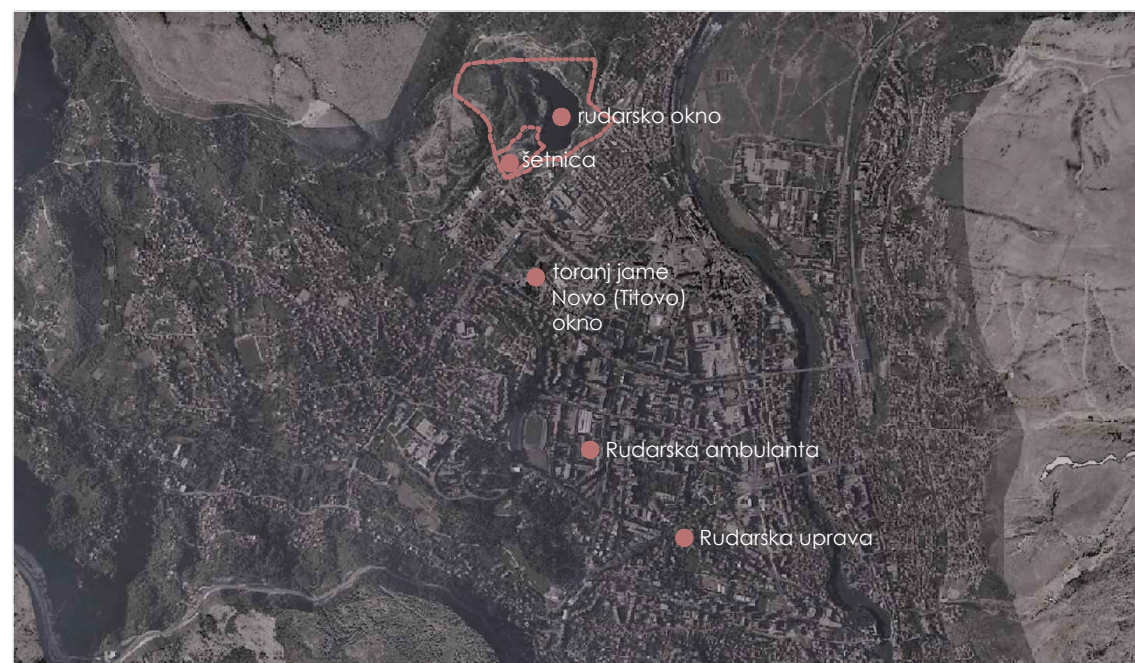 rudarsko okno
šetnica
toranj jame
Novo (Titovo)
okno
Rudarska ambulanta
Rudarska uprava